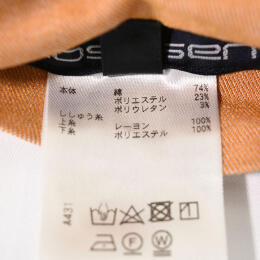 本体 綿 74%
ポリエステル 23%
ポリウレタン 3%
ししゅう糸
上糸 レーヨン 100%
下糸 ポリエステル 100%
A431